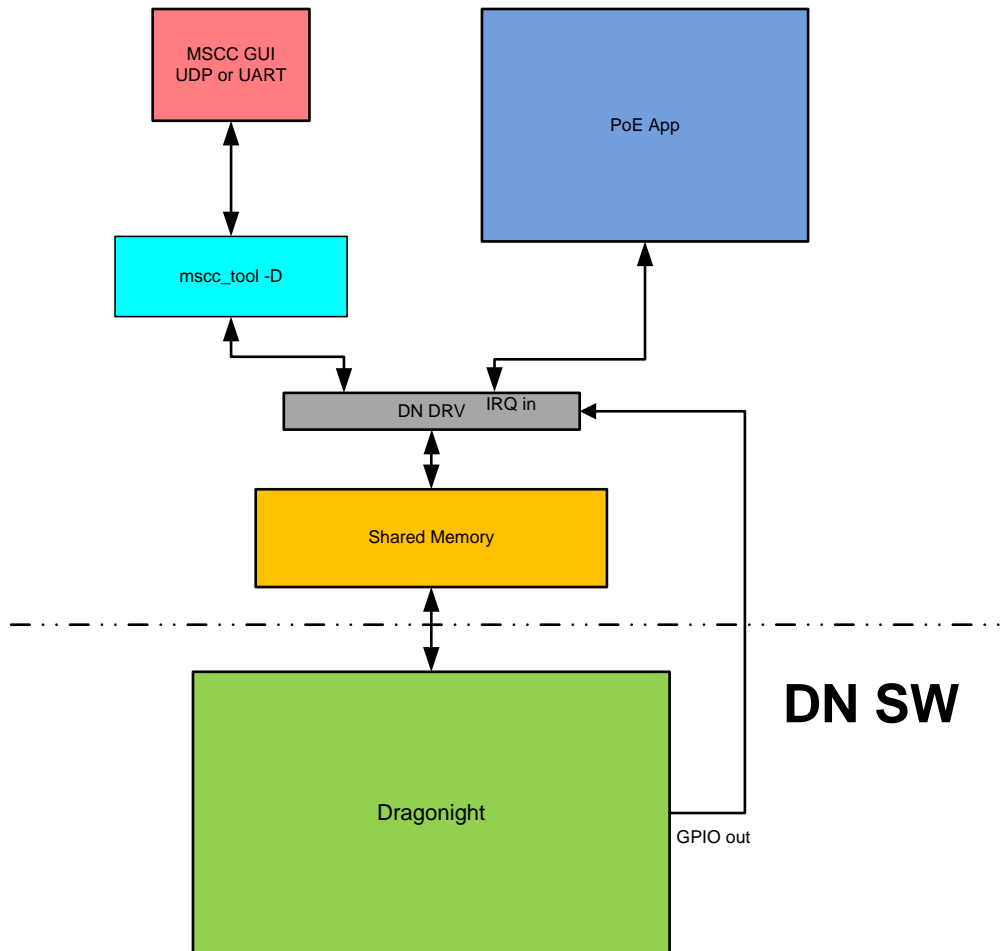 MSCC GUI
UDP or UART
PoE App
mscc_tool -D
DN DRV
IRQ in
Shared Memory
DN SW
Dragonight
GPIO out